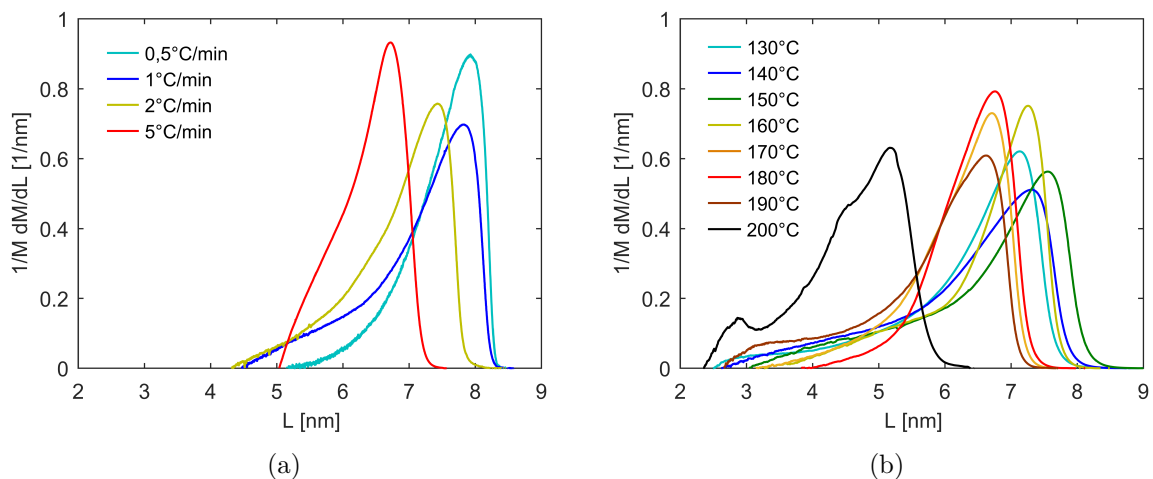 1/M dM/dL [1/nm]
1
0.8
0.6
0.4
0.2
0
2 3 4 5 6 7 8 9
L [nm]
0,5°C/min
1°C/min
2°C/min
5°C/min
(a)
1/M dM/dL [1/nm]
1
0.8
0.6
0.4
0.2
0
2 3 4 5 6 7 8 9
L [nm]
130°C
140°C
150°C
160°C
170°C
180°C
190°C
200°C
(b)